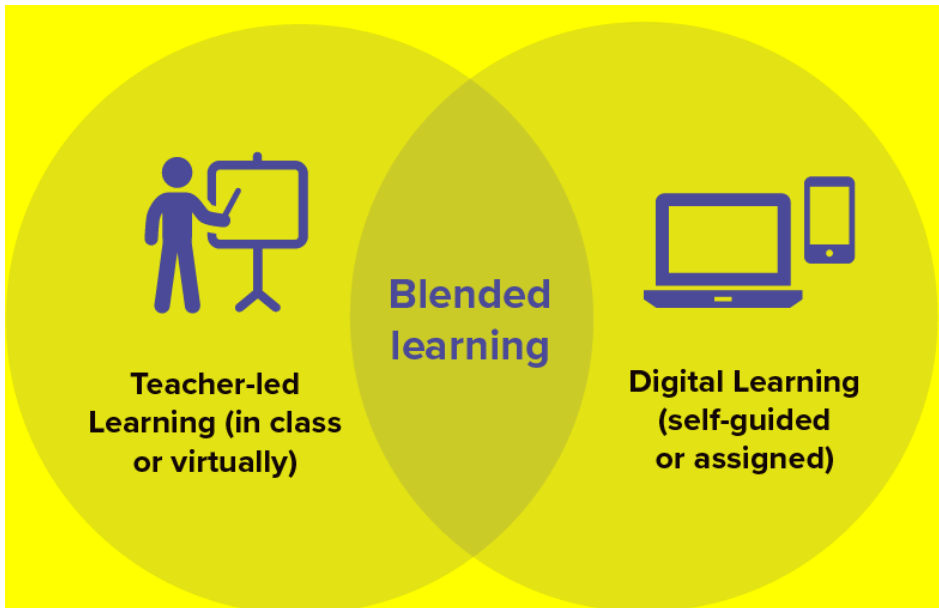 Blended
learning
Teacher-led
Learning (in class
or virtually)
Digital Learning
(self-guided
or assigned)